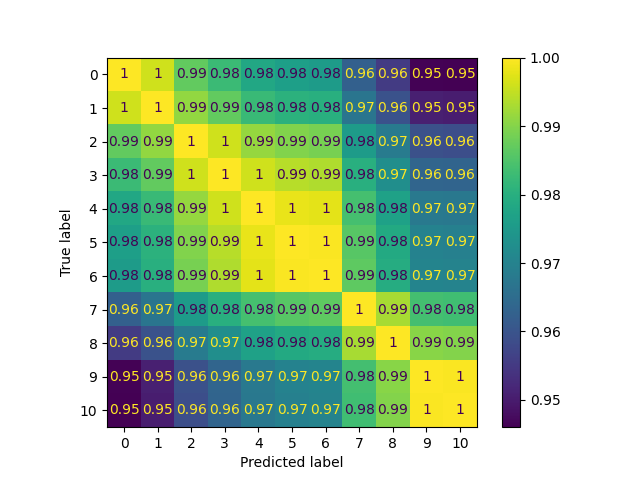 0 1 1 0.99 0.98 0.98 0.98 0.98 0.96 0.96 0.95 0.95
1 1 1 0.99 0.99 0.98 0.98 0.98 0.97 0.96 0.95 0.95
2 0.99 0.99 1 1 0.99 0.99 0.99 0.98 0.97 0.96 0.96
3 0.98 0.99 1 1 1 0.99 0.99 0.98 0.97 0.96 0.96
4 0.98 0.98 0.99 1 1 1 1 0.98 0.98 0.97 0.97
5 0.98 0.98 0.99 0.99 1 1 1 0.99 0.98 0.97 0.97
6 0.98 0.98 0.99 0.99 1 1 1 0.99 0.98 0.97 0.97
7 0.96 0.97 0.98 0.98 0.98 0.99 0.99 1 0.99 0.98 0.98
8 0.96 0.96 0.97 0.97 0.98 0.98 0.98 0.99 1 0.99 0.99
9 0.95 0.95 0.96 0.96 0.97 0.97 0.97 0.98 0.99 1 1
10 0.95 0.95 0.96 0.96 0.97 0.97 0.97 0.98 0.99 1 1
0 1 2 3 4 5 6 7 8 9 10
Predicted label
True label
1.00
0.99
0.98
0.97
0.96
0.95